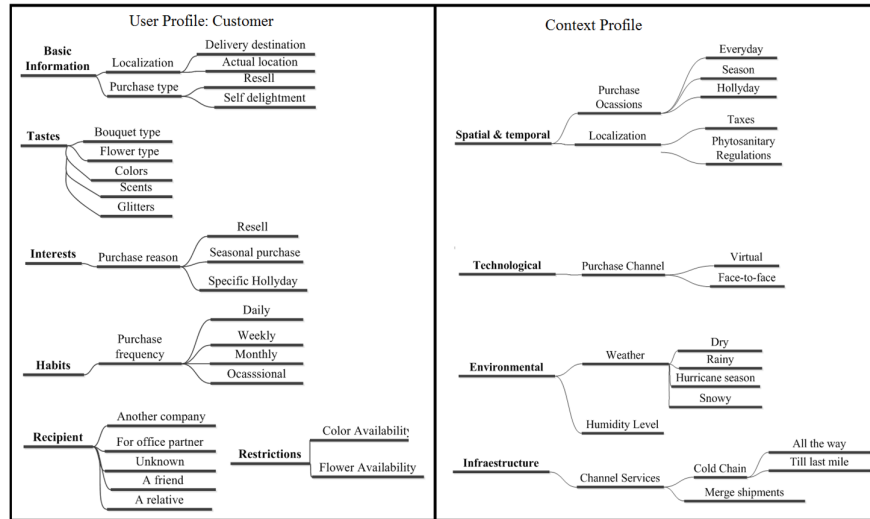 User Profile: Customer
Basic
Information
Localization
Delivery destination
Actual location
Purchase type
Resell
Self delightment
Tastes
Bouquet type
Flower type
Colors
Scents
Glitters
Interests
Purchase reason
Resell
Seasonal purchase
Specific Hollyday
Habits
Purchase
frequency
Daily
Weekly
Monthly
Ocasssional
Recipient
Another company
For office partner
Unknown
A friend
A relative
Restrictions
Color Availability
Flower Availability
Context Profile
Spatial & temporal
Purchase
Ocassions
Everyday
Season
Hollyday
Localization
Taxes
Phytosanitary
Regulations
Technological
Purchase Channel
Virtual
Face-to-face
Environmental
Weather
Dry
Rainy
Hurricane season
Snowy
Humidity Level
Infraestructure
Channel Services
Cold Chain
All the way
Till last mile
Merge shipments